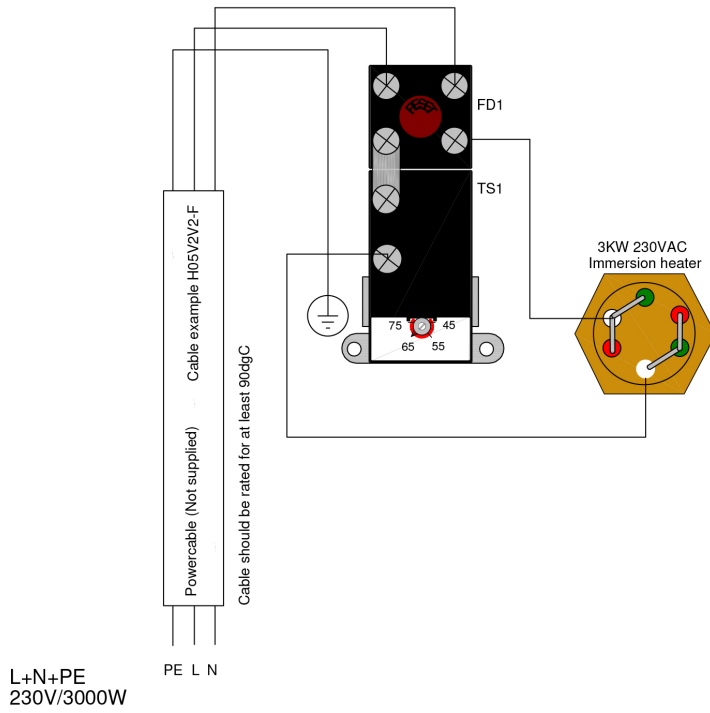 FD1
RESET
TS1
3KW 230VAC
Immersion heater
75
45
65
55
Cable example H05V2V2-F
Powercable (Not supplied)
Cable should be rated for at least 90dgC
PE L N
L+N+PE
230V/3000W